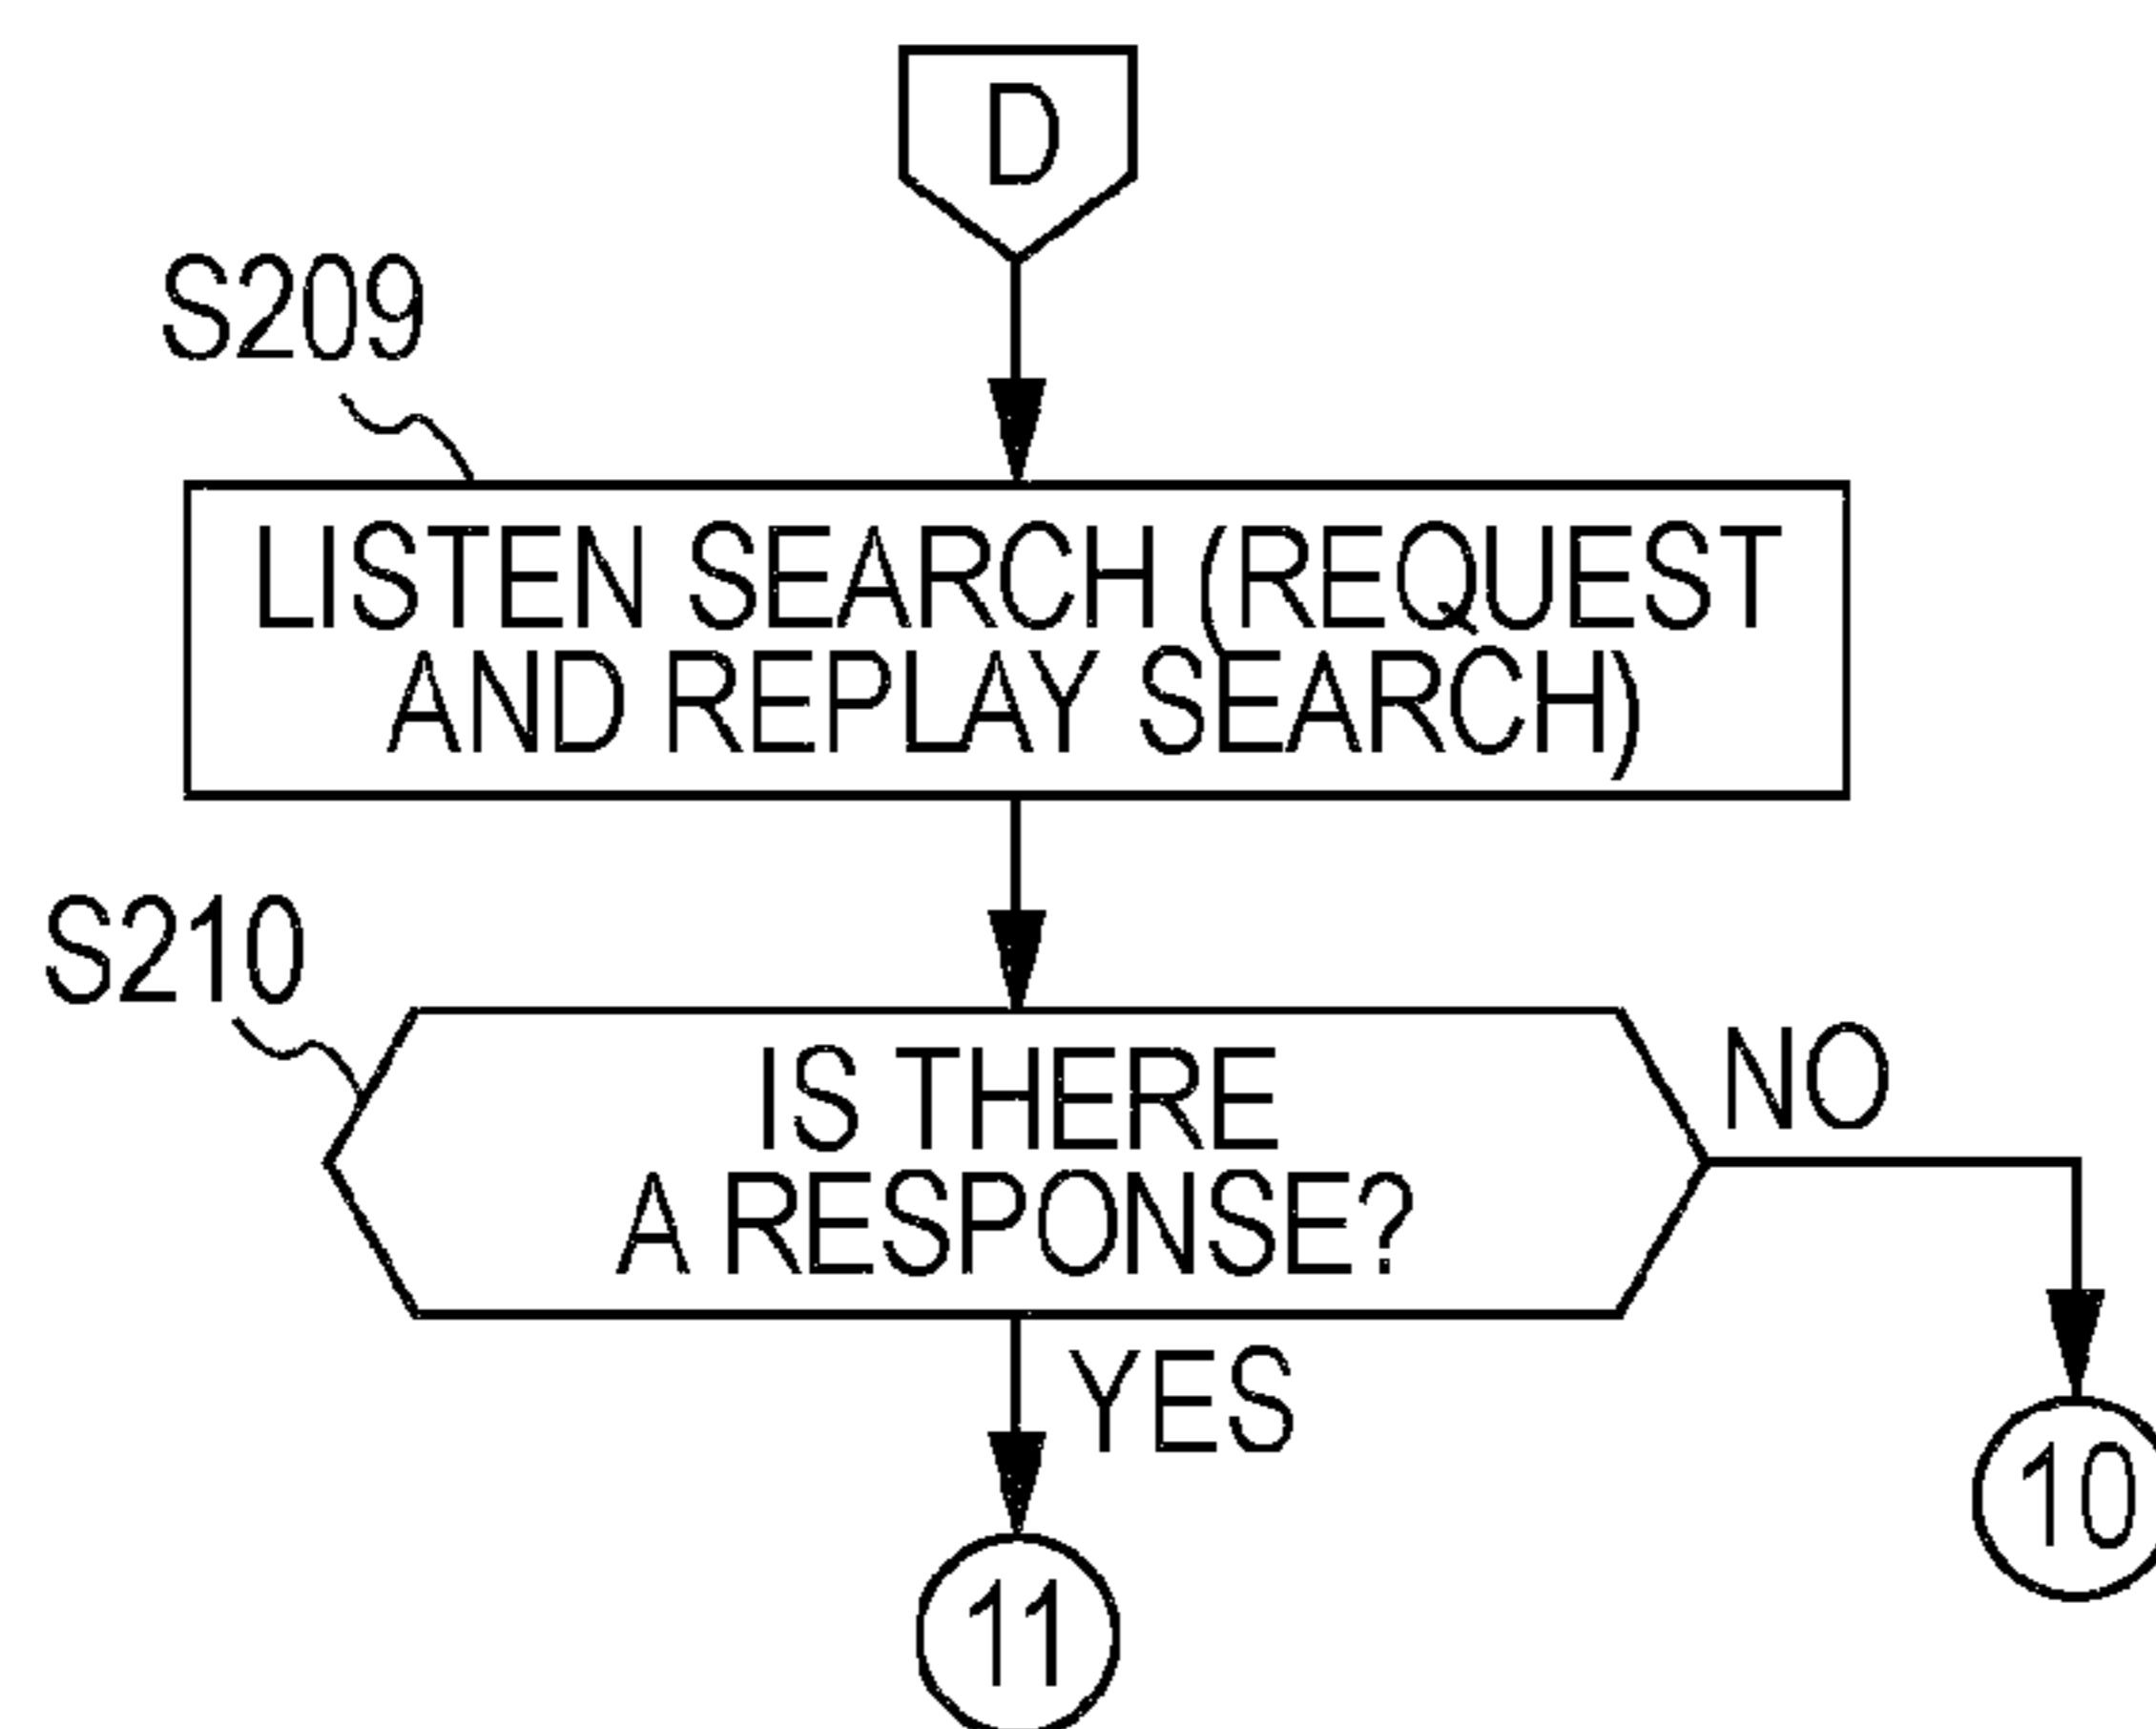 D
S209
LISTEN SEARCH (REQUEST
AND REPLAY SEARCH)
S210
IS THERE
A RESPONSE?
NO
YES
10
11